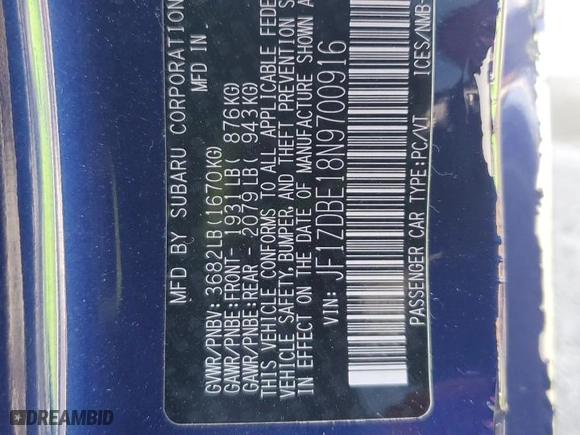 MFD BY SUBARU CORPORATION
MFD IN
GVWR/PNBV: 3682LB(1670KG)
GAWR/PNBE:FRONT- 1931LB( 876KG)
GAWR/PNBE:REAR - 2079LB( 943KG)
THIS VEHICLE CONFORMS TO ALL APPLICABLE FEDE
VEHICLE SAFETY, BUMPER, AND THEFT PREVENTION S
IN EFFECT ON THE DATE OF MANUFACTURE SHOWN A
VIN: JF1ZDBE18N9700916
PASSENGER CAR TYPE:PC/VT
ICES/NMB-
DREAMBID